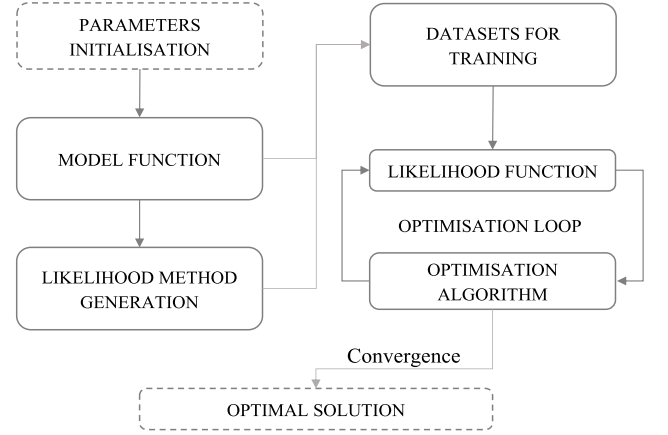 PARAMETERS
INITIALISATION
MODEL FUNCTION
LIKELIHOOD METHOD
GENERATION
DATASETS FOR
TRAINING
LIKELIHOOD FUNCTION
OPTIMISATION LOOP
OPTIMISATION
ALGORITHM
Convergence
OPTIMAL SOLUTION